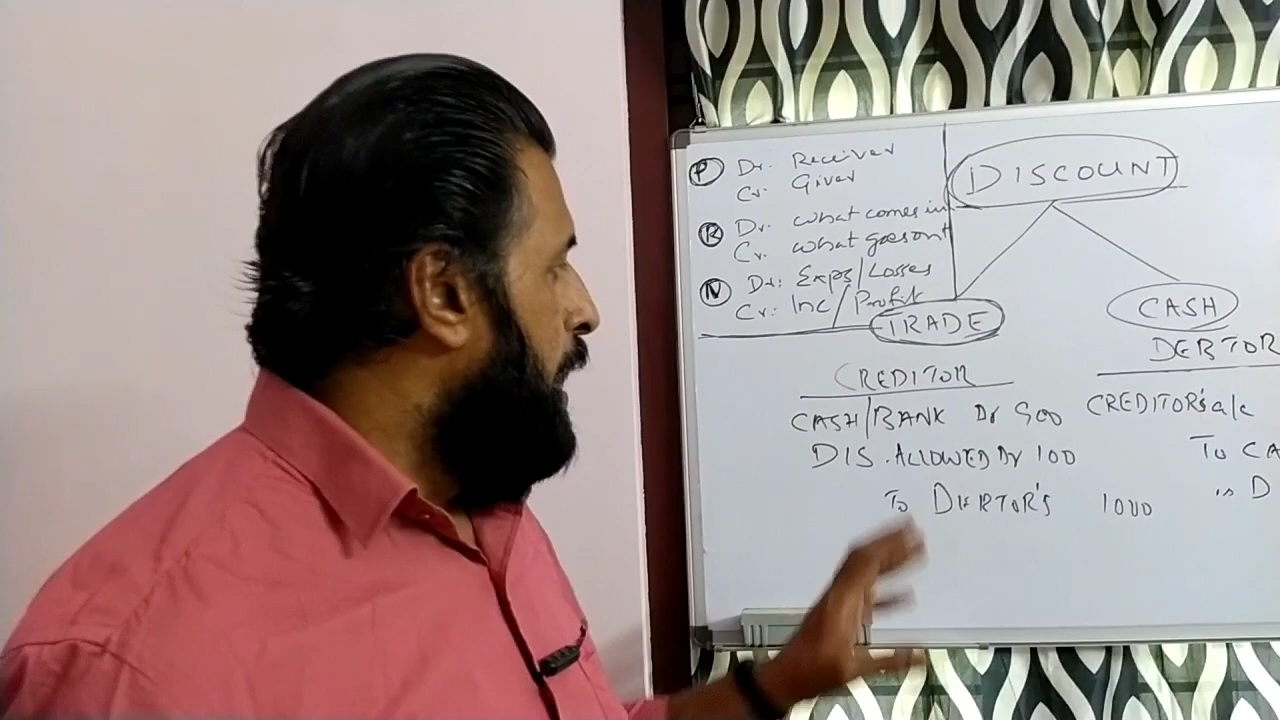 P Dr. Receiver
Cr. Giver
R Dr. what comes in
Cr. what goes out
N Dr: Exps/Losses
Cr: Inc/Profit
DISCOUNT
TRADE
CASH
CREDITOR
CASH/BANK Dr 900
DIS. ALLOWED Dr 100
To DEBTOR'S 1000
DEBTOR
CREDITOR'S a/c
To CA
" D